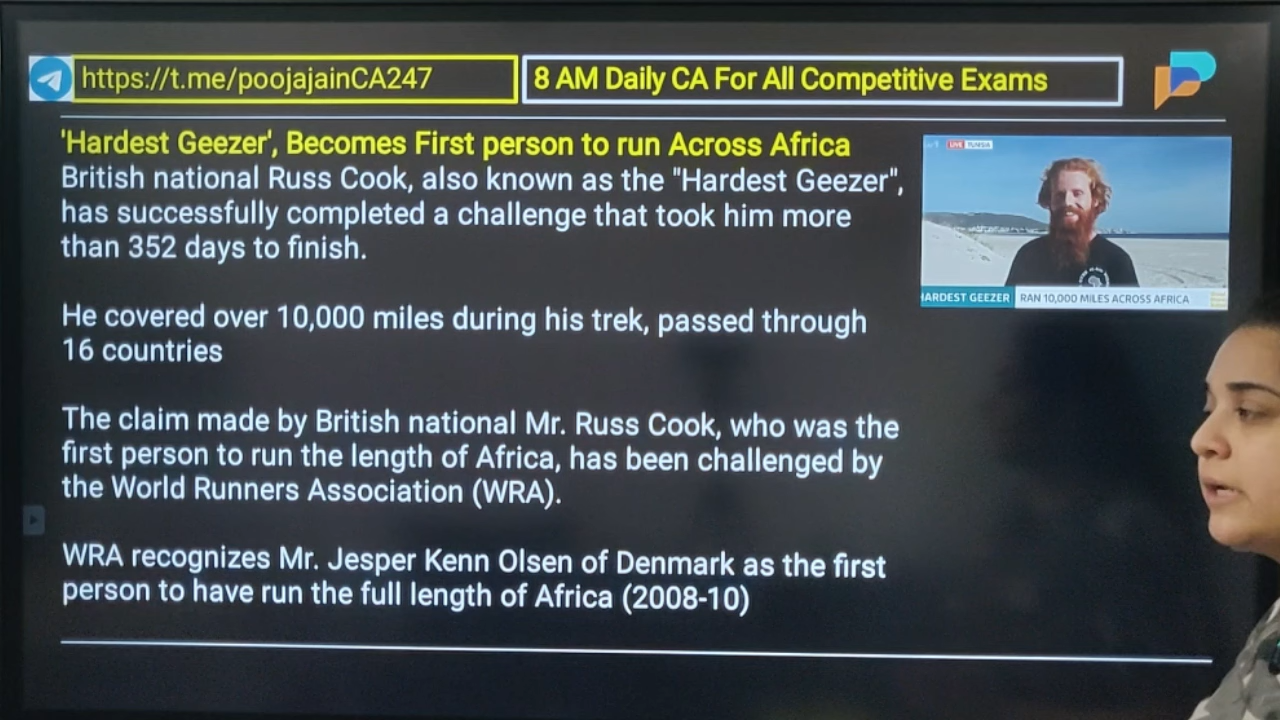 https://t.me/poojajainCA247
8 AM Daily CA For All Competitive Exams
'Hardest Geezer', Becomes First person to run Across Africa
British national Russ Cook, also known as the "Hardest Geezer",
has successfully completed a challenge that took him more
than 352 days to finish.
He covered over 10,000 miles during his trek, passed through
16 countries
The claim made by British national Mr. Russ Cook, who was the
first person to run the length of Africa, has been challenged by
the World Runners Association (WRA).
WRA recognizes Mr. Jesper Kenn Olsen of Denmark as the first
person to have run the full length of Africa (2008-10)
LIVE TUNISIA
HARDEST GEEZER
RAN 10,000 MILES ACROSS AFRICA